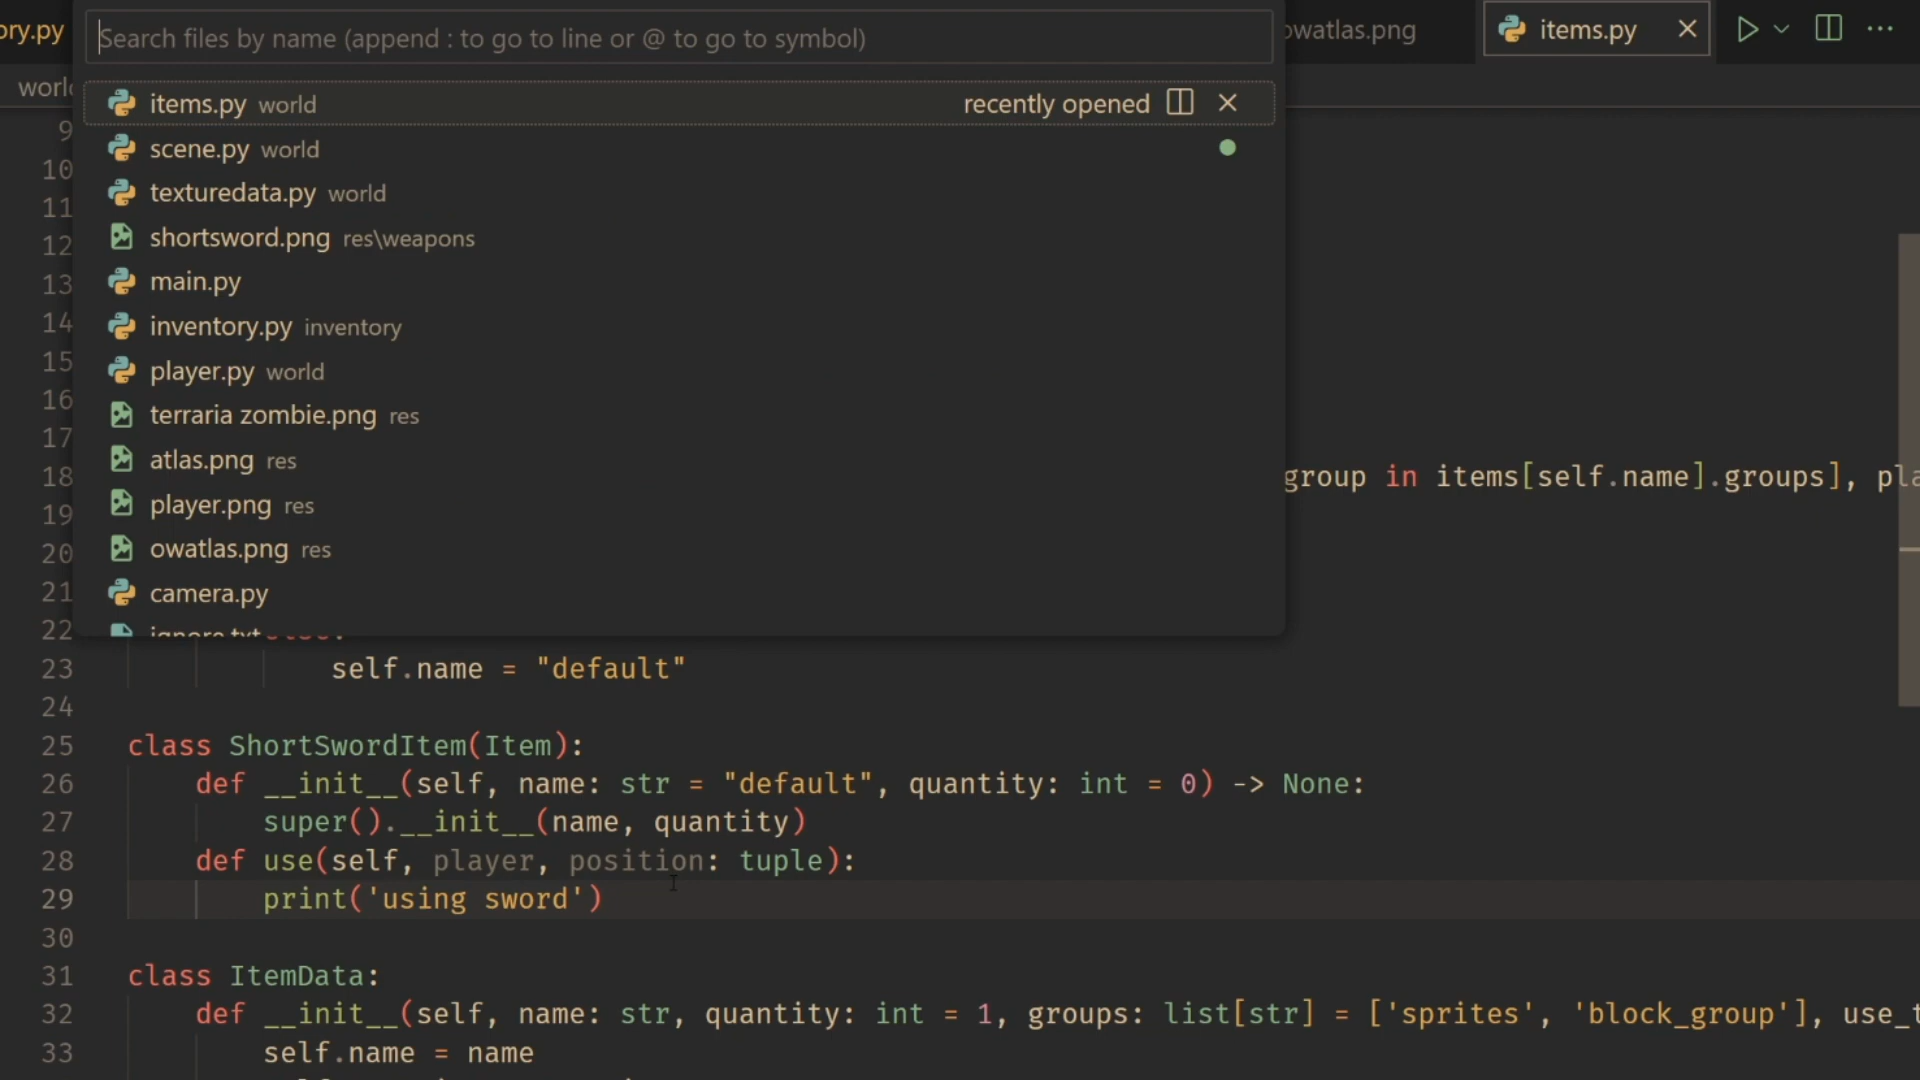 ory.py
Search files by name (append : to go to line or @ to go to symbol)
owatlas.png
items.py
items.py world recently opened
scene.py world
texturedata.py world
shortsword.png res\weapons
main.py
inventory.py inventory
player.py world
terraria zombie.png res
atlas.png res
player.png res
owatlas.png res
camera.py
ignore.txt
9
10
11
12
13
14
15
16
17
18 group in items[self.name].groups], pla
19
20
21
22 else:
23 self.name = "default"
24
25 class ShortSwordItem(Item):
26 def __init__(self, name: str = "default", quantity: int = 0) -> None:
27 super().__init__(name, quantity)
28 def use(self, player, position: tuple):
29 print('using sword')
30
31 class ItemData:
32 def __init__(self, name: str, quantity: int = 1, groups: list[str] = ['sprites', 'block_group'], use_t
33 self.name = name